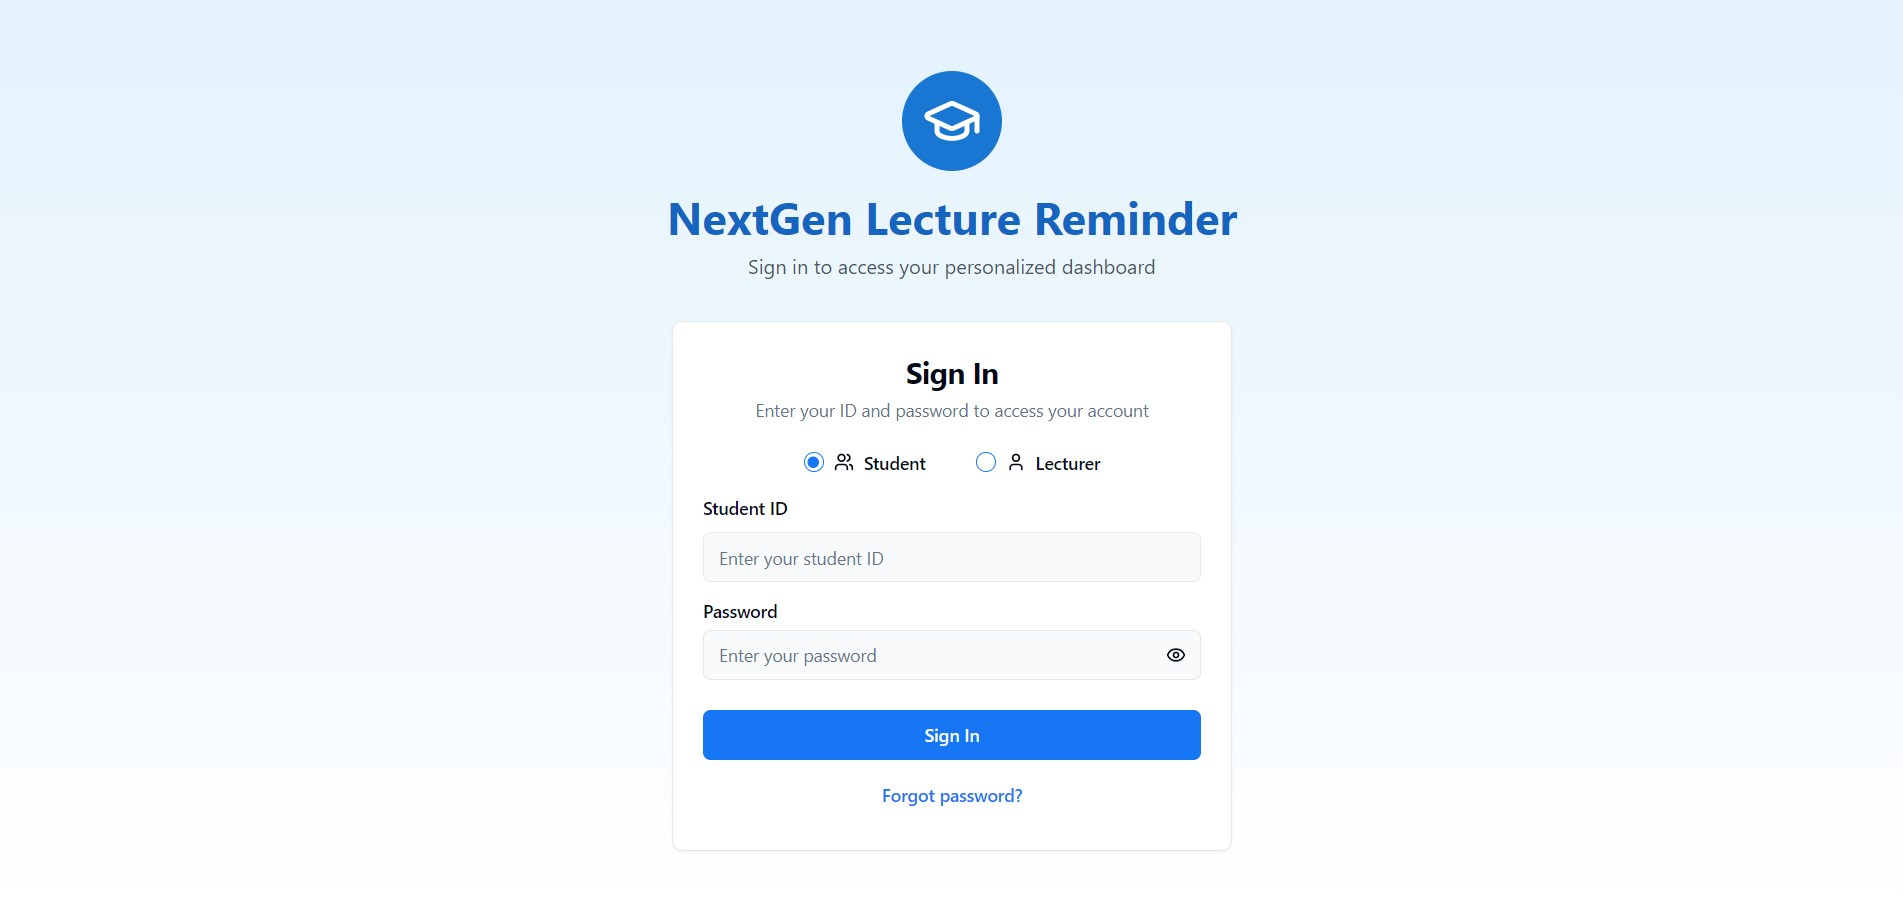 NextGen Lecture Reminder
Sign in to access your personalized dashboard
Sign In
Enter your ID and password to access your account
Student Lecturer
Student ID
Enter your student ID
Password
Enter your password
Sign In
Forgot password?